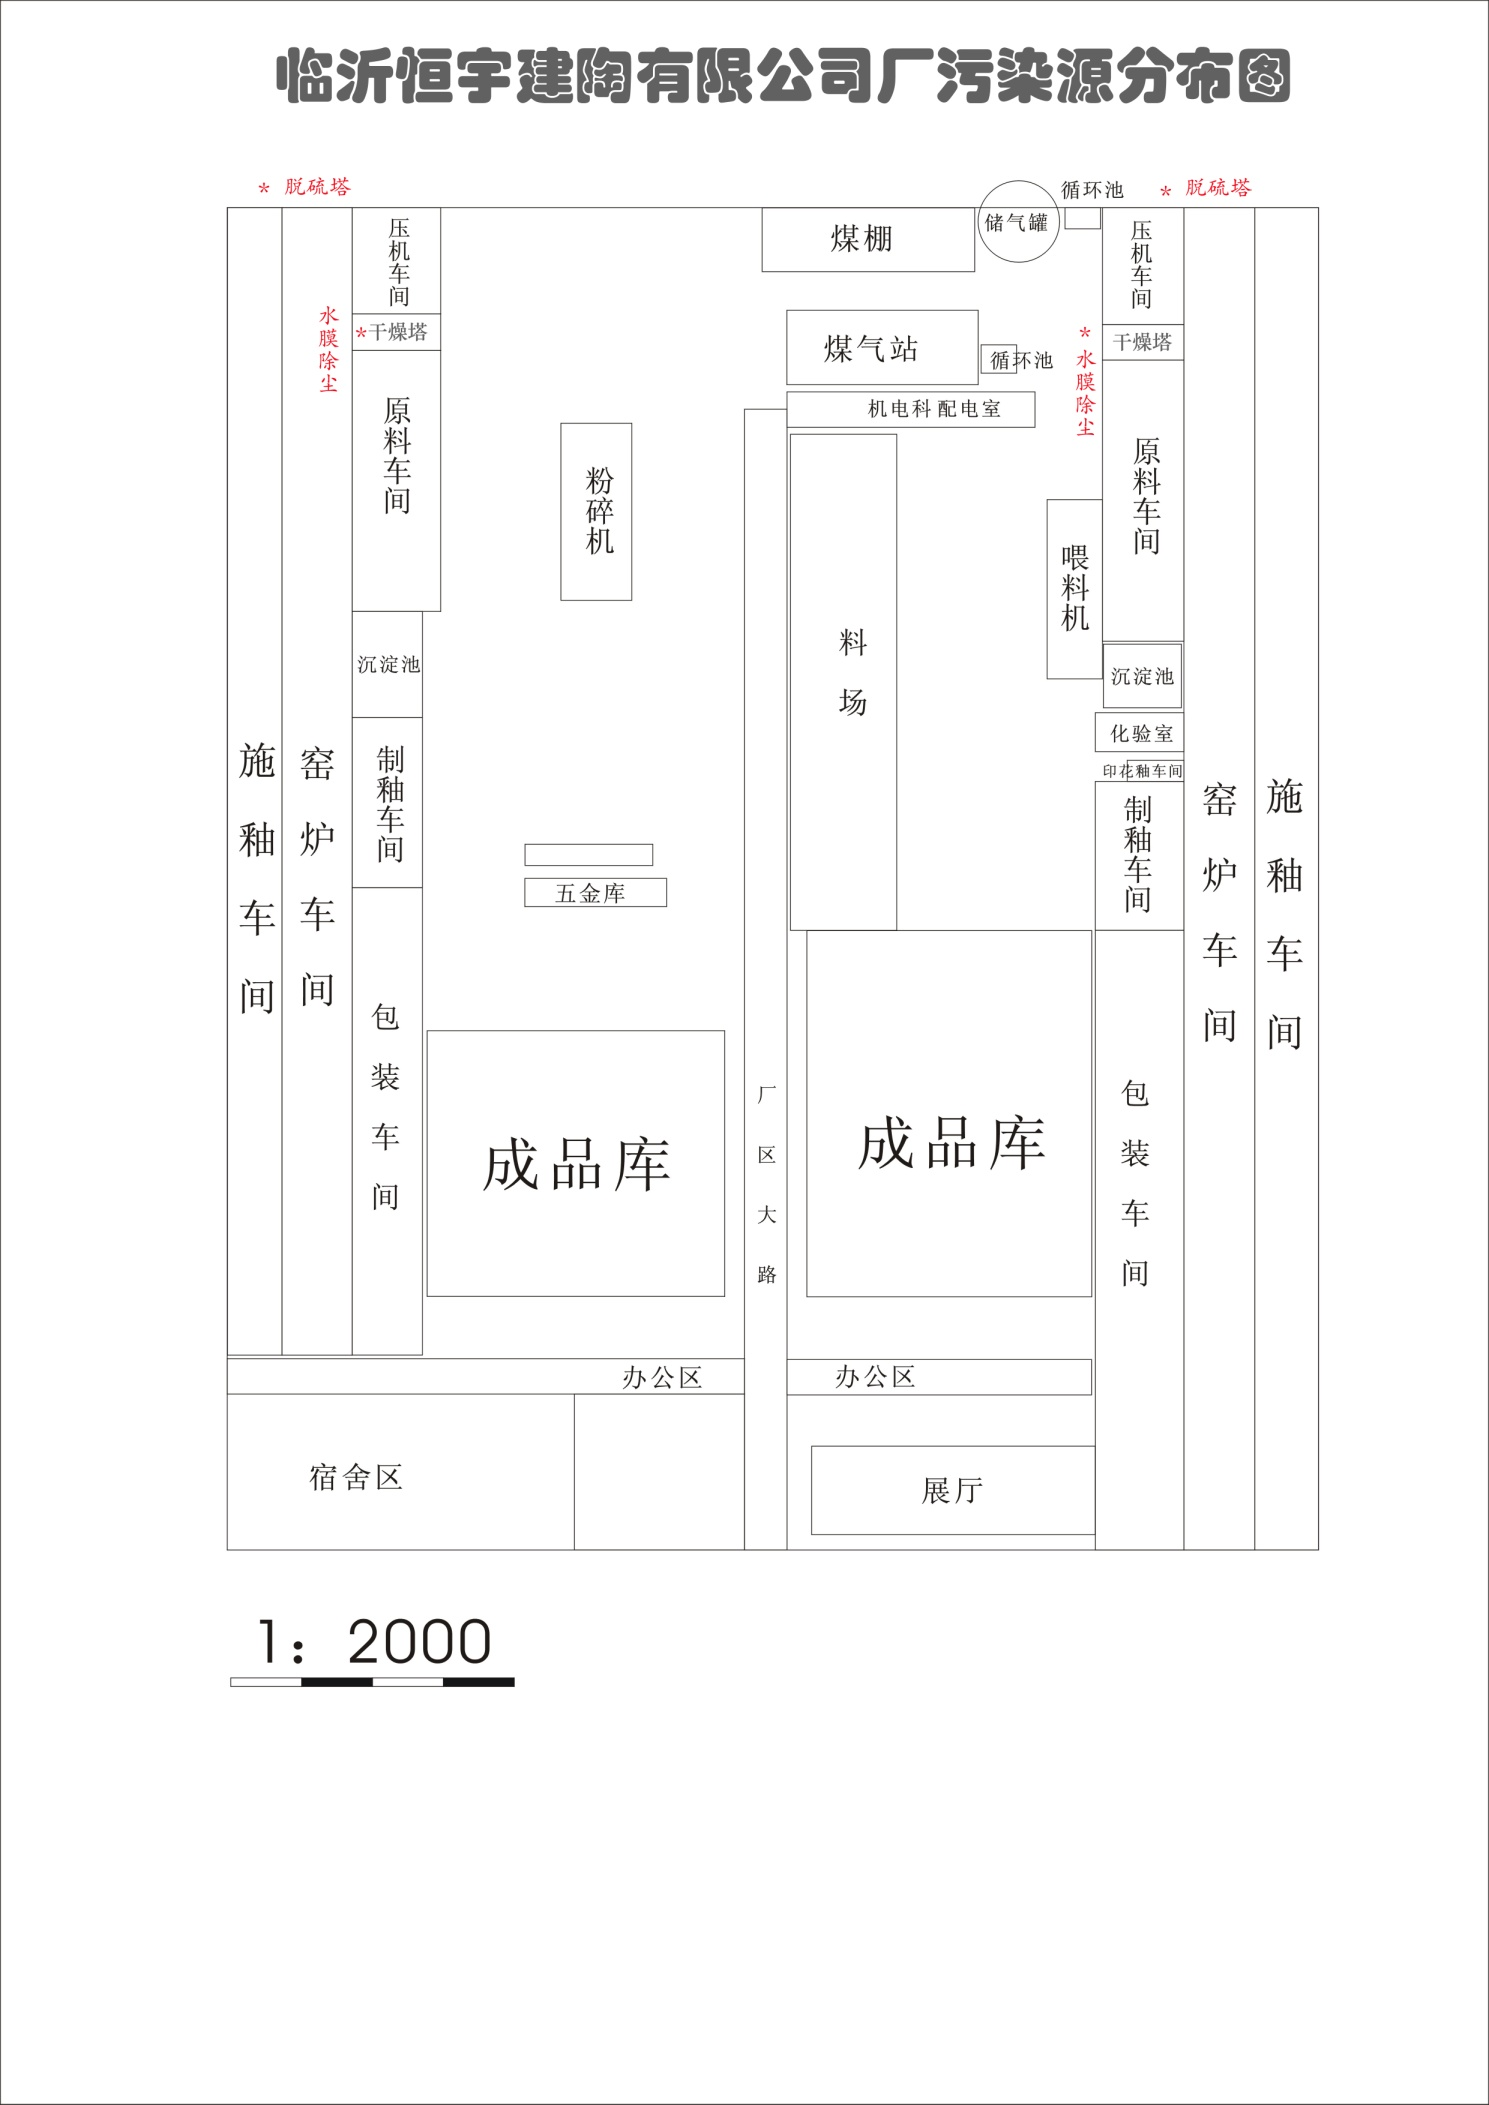 临沂恒宇建陶有限公司厂污染源分布图
* 脱硫塔
循环池
* 脱硫塔
压机车间
煤棚
储气罐
压机车间
水膜除尘
*干燥塔
煤气站
循环池
* 水膜除尘
干燥塔
原料车间
机电科 配电室
粉碎机
原料车间
喂料机
料场
沉淀池
沉淀池
化验室
印花釉车间
施釉车间
窑炉车间
制釉车间
制釉车间
窑炉车间
施釉车间
五金库
包装车间
成品库
厂区大路
成品库
包装车间
办公区
办公区
宿舍区
展厅
1：2000